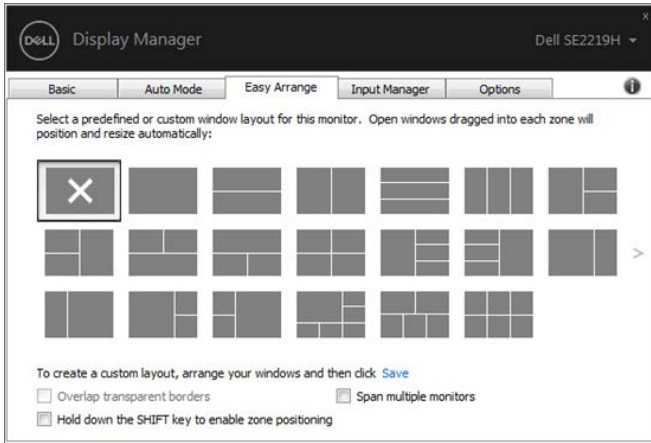 x
DELL Display Manager Dell SE2219H
Basic Auto Mode Easy Arrange Input Manager Options
Select a predefined or custom window layout for this monitor. Open windows dragged into each zone will
position and resize automatically:
To create a custom layout, arrange your windows and then click Save
Overlap transparent borders Span multiple monitors
Hold down the SHIFT key to enable zone positioning